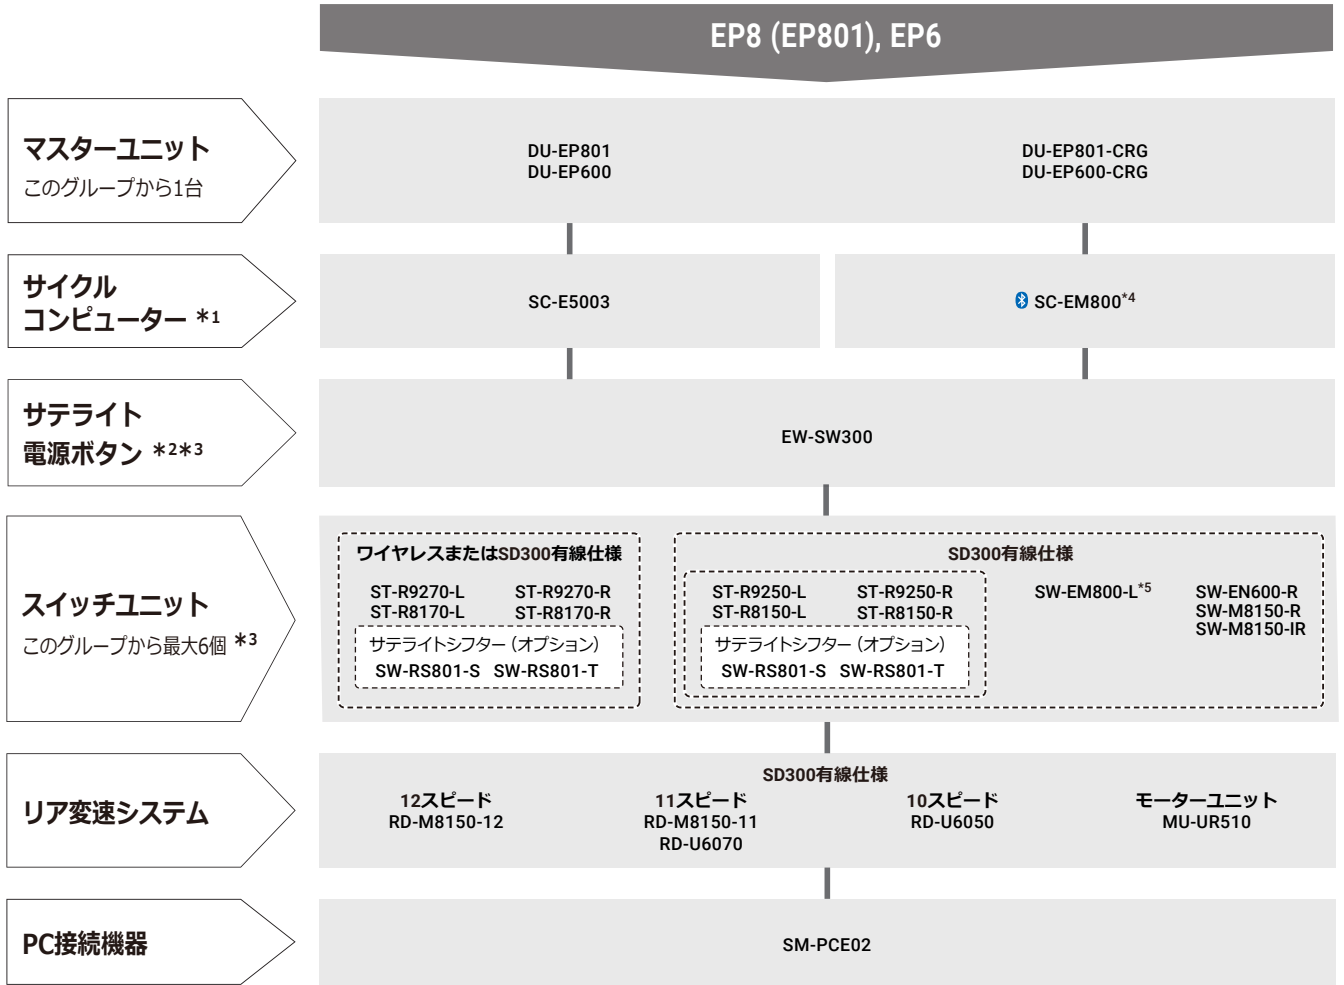 EP8 (EP801), EP6
マスターユニット
このグループから1台
DU-EP801
DU-EP600
DU-EP801-CRG
DU-EP600-CRG
サイクル
コンピューター *1
SC-E5003
SC-EM800*4
サテライト
電源ボタン *2*3
EW-SW300
スイッチユニット
このグループから最大6個 *3
ワイヤレスまたはSD300有線仕様
ST-R9270-L ST-R9270-R
ST-R8170-L ST-R8170-R
サテライトシフター(オプション)
SW-RS801-S SW-RS801-T
SD300有線仕様
ST-R9250-L ST-R9250-R
ST-R8150-L ST-R8150-R
サテライトシフター(オプション)
SW-RS801-S SW-RS801-T
SW-EM800-L*5
SW-EN600-R
SW-M8150-R
SW-M8150-IR
リア変速システム
SD300有線仕様
12スピード
RD-M8150-12
11スピード
RD-M8150-11
RD-U6070
10スピード
RD-U6050
モーターユニット
MU-UR510
PC接続機器
SM-PCE02